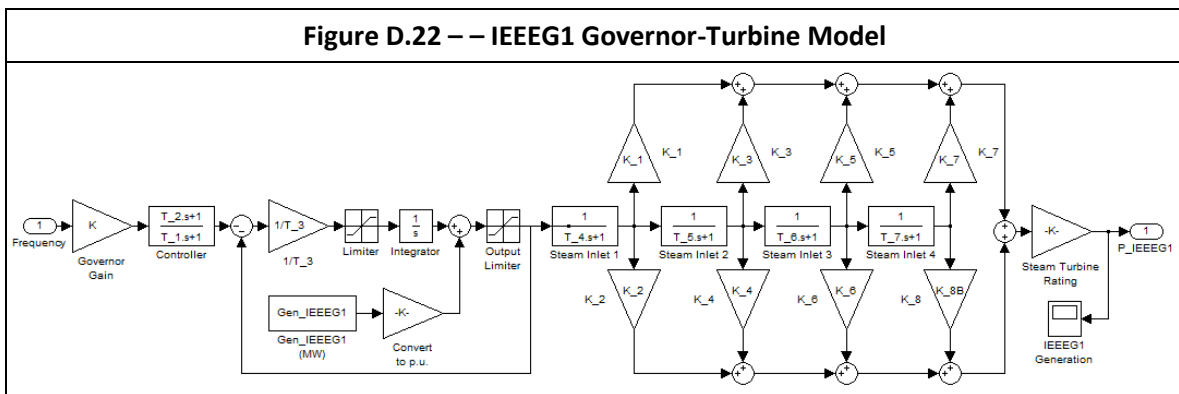 Figure D.22 – – IEEEG1 Governor-Turbine Model
1
Frequency
K
Governor
Gain
T_2.s+1
T_1.s+1
Controller
1/T_3
1/T_3
Limiter
1
s
Integrator
Output
Limiter
Gen_IEEEG1
Gen_IEEEG1
(MW)
-K-
Convert
to p.u.
1
T_4.s+1
Steam Inlet 1
1
T_5.s+1
Steam Inlet 2
1
T_6.s+1
Steam Inlet 3
1
T_7.s+1
Steam Inlet 4
K_1
K_1
K_3
K_3
K_5
K_5
K_7
K_7
K_2
K_2
K_4
K_4
K_6
K_6
K_8
K_8B
-K-
Steam Turbine
Rating
1
P_IEEEG1
IEEEG1
Generation